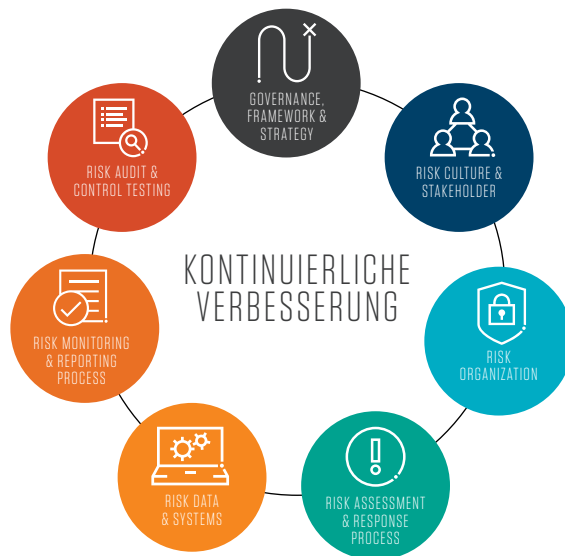 GOVERNANCE,
FRAMEWORK &
STRATEGY
RISK CULTURE &
STAKEHOLDER
RISK
ORGANIZATION
RISK ASSESSMENT
& RESPONSE
PROCESS
RISK DATA
& SYSTEMS
RISK MONITORING
& REPORTING
PROCESS
RISK AUDIT &
CONTROL TESTING
KONTINUIERLICHE
VERBESSERUNG